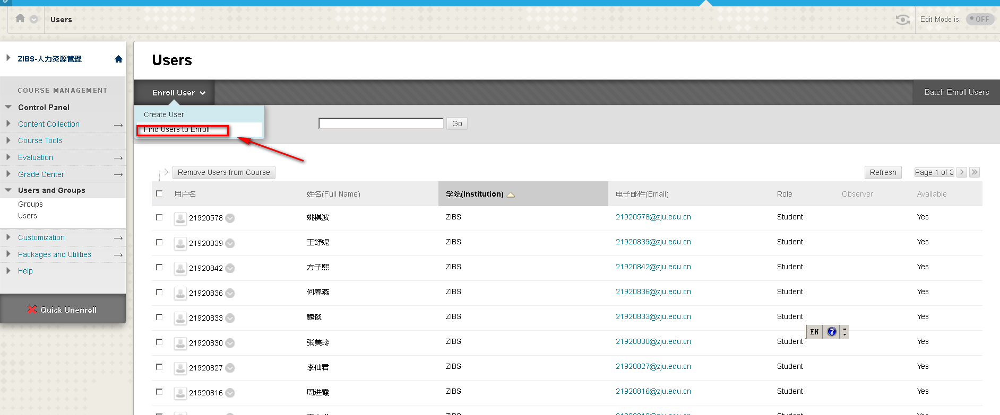 Users
Edit Mode is:
OFF
ZIBS-人力资源管理
COURSE MANAGEMENT
Control Panel
Content Collection
Course Tools
Evaluation
Grade Center
Users and Groups
Groups
Users
Customization
Packages and Utilities
Help
Quick Unenroll
Users
Enroll User
Batch Enroll Users
Create User
Find Users to Enroll
Go
Remove Users from Course
Refresh
Page 1 of 3
用户名 姓名(Full Name) 学院(Institution) 电子邮件(Email) Role Observer Available
21920578 姚棋波 ZIBS 21920578@zju.edu.cn Student Yes
21920839 王舒妮 ZIBS 21920839@zju.edu.cn Student Yes
21920842 方子熙 ZIBS 21920842@zju.edu.cn Student Yes
21920836 何春燕 ZIBS 21920836@zju.edu.cn Student Yes
21920833 魏锬 ZIBS 21920833@zju.edu.cn Student Yes
EN
21920830 张美玲 ZIBS 21920830@zju.edu.cn Student Yes
21920827 李仙君 ZIBS 21920827@zju.edu.cn Student Yes
21920816 周进霞 ZIBS 21920816@zju.edu.cn Student Yes